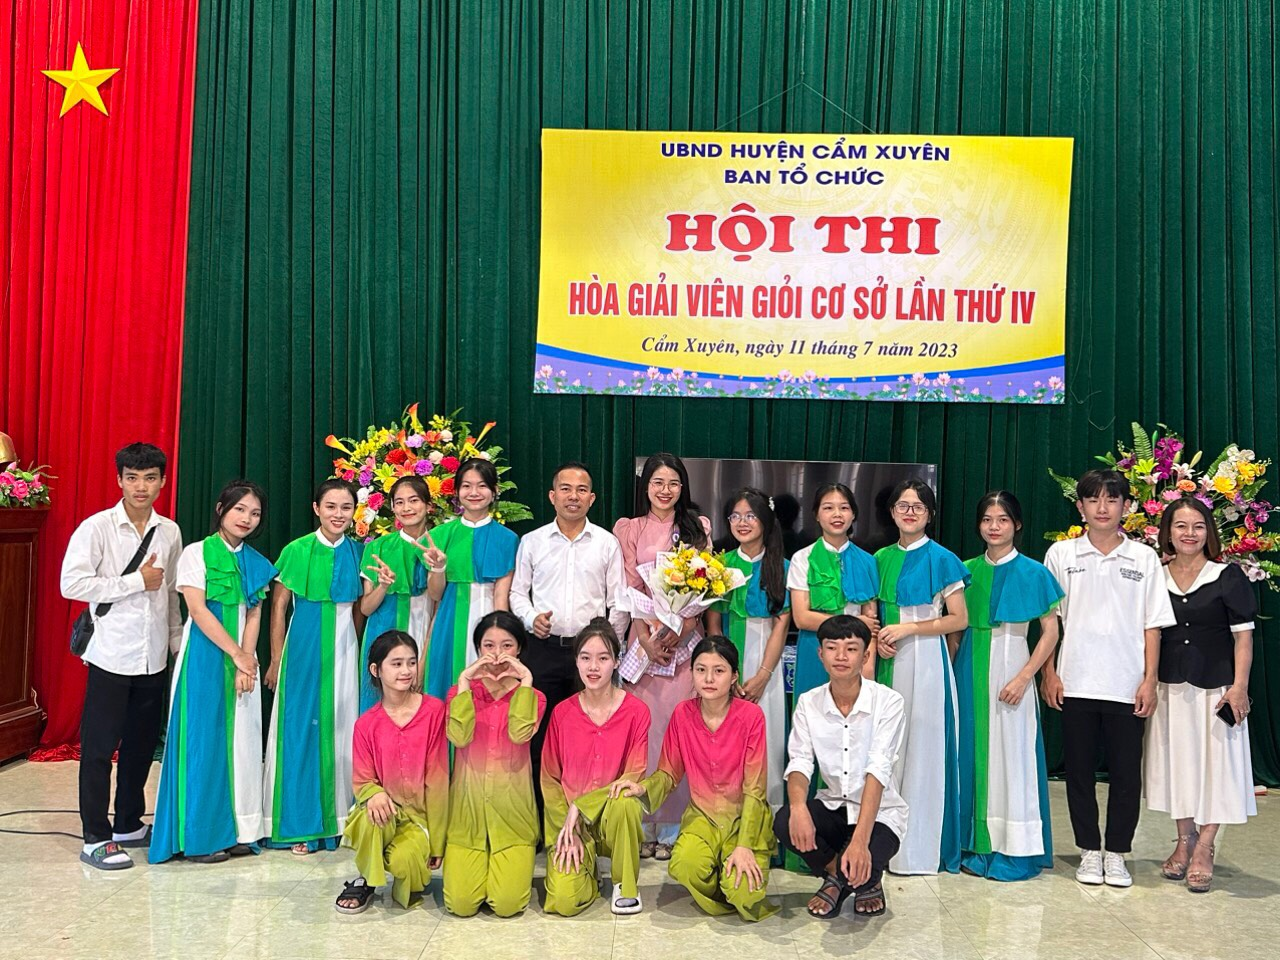 UBND HUYỆN CẨM XUYÊN
BAN TỔ CHỨC
HỘI THI
HÒA GIẢI VIÊN GIỎI CƠ SỞ LẦN THỨ IV
Cẩm Xuyên, ngày 11 tháng 7 năm 2023
ESSENTIAL